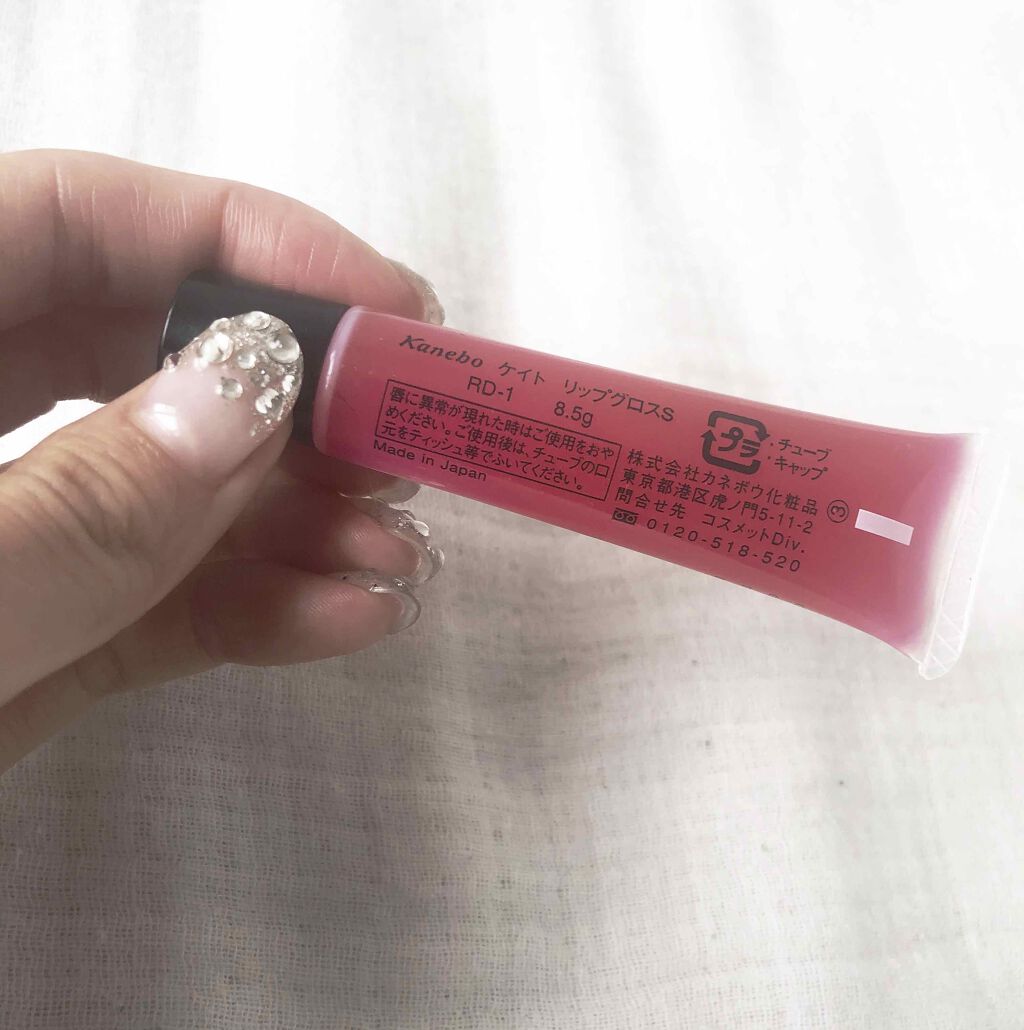 Kanebo ケイト リップグロスS
RD-1 8.5g
唇に異常が現れた時はご使用をおや
めください。ご使用後は、チューブの口
元をティッシュ等でふいてください。
Made in Japan
プラ
:チューブ
:キャップ
株式会社カネボウ化粧品 ③
東京都港区虎ノ門5-11-2
問合せ先 コスメットDiv.
0120-518-520